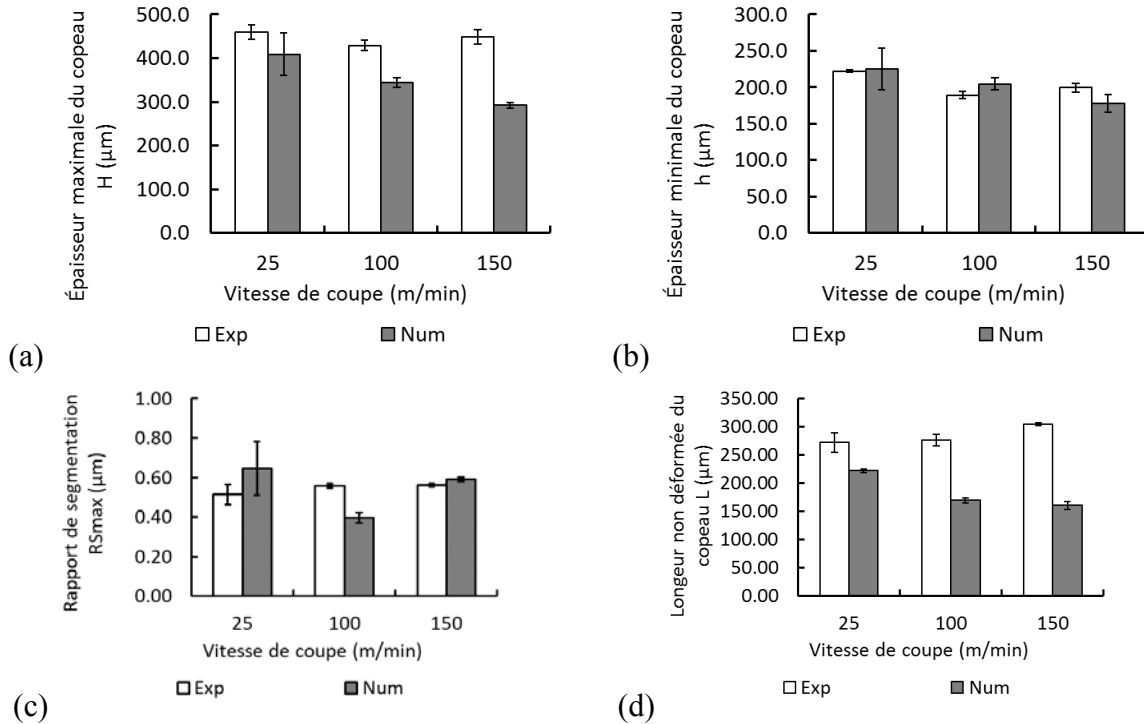 Épaisseur maximale du copeau
H (µm)
500.0
400.0
300.0
200.0
100.0
0.0
25 100 150
Vitesse de coupe (m/min)
Exp Num
(a)
Épaisseur minimale du copeau
h (µm)
300.0
250.0
200.0
150.0
100.0
50.0
0.0
25 100 150
Vitesse de coupe (m/min)
Exp Num
(b)
Rapport de segmentation
RSmax (µm)
1.00
0.80
0.60
0.40
0.20
0.00
25 100 150
Vitesse de coupe (m/min)
Exp Num
(c)
Longeur non déformée du
copeau L (µm)
350.00
300.00
250.00
200.00
150.00
100.00
50.00
0.00
25 100 150
Vitesse de coupe (m/min)
Exp Num
(d)